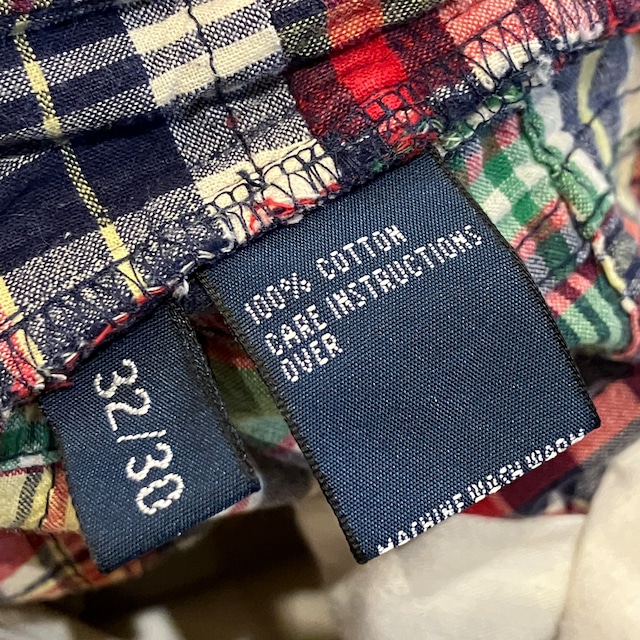 32/30
100% COTTON
CARE INSTRUCTIONS
OVER
MACHINE WASH WARM